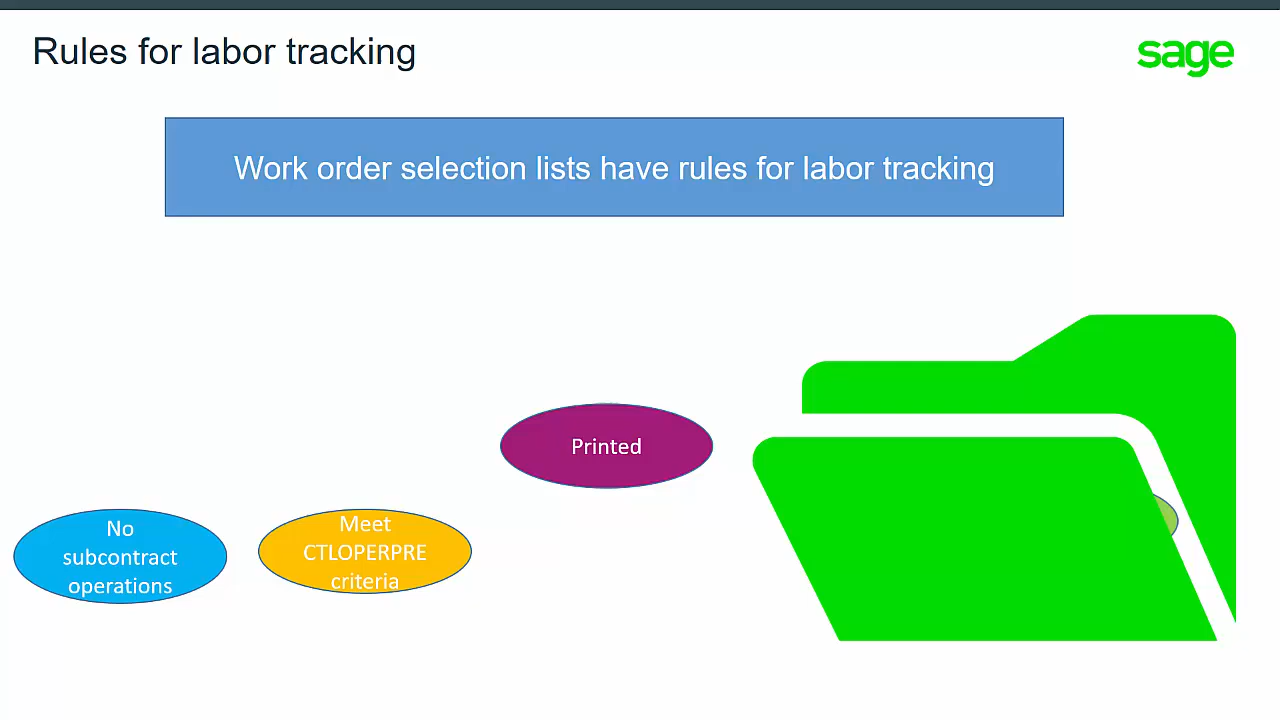 Rules for labor tracking
sage
Work order selection lists have rules for labor tracking
Printed
No
subcontract
operations
Meet
CTLOPERPRE
criteria